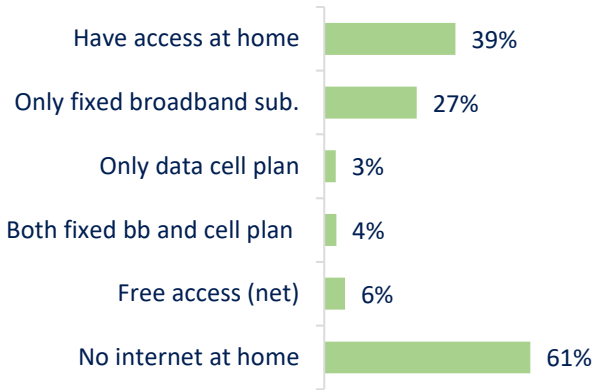 Have access at home 39%
Only fixed broadband sub. 27%
Only data cell plan 3%
Both fixed bb and cell plan 4%
Free access (net) 6%
No internet at home 61%